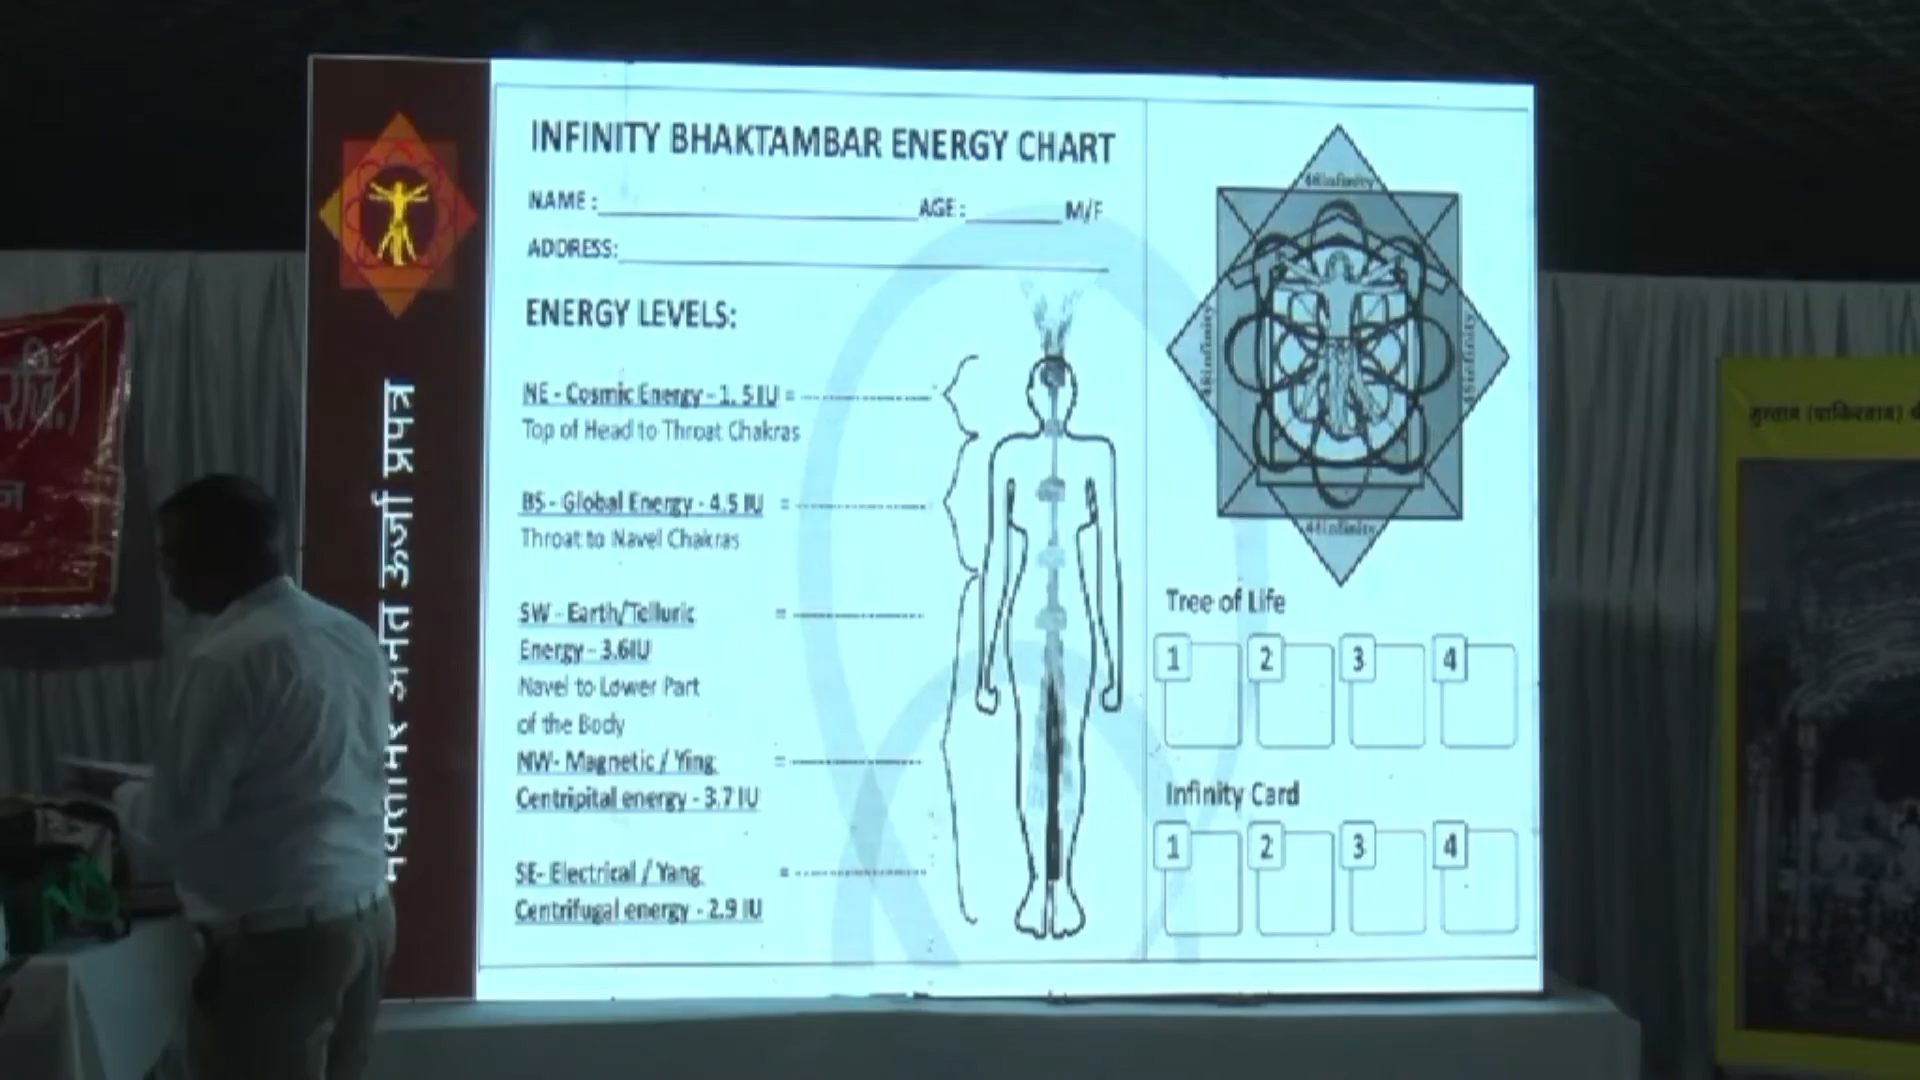 INFINITY BHAKTAMBAR ENERGY CHART
NAME : AGE : M/F
ADDRESS:
ENERGY LEVELS:
NE - Cosmic Energy - 1. 5 IU =
Top of Head to Throat Chakras
BS - Global Energy - 4.5 IU =
Throat to Navel Chakras
SW - Earth/Telluric =
Energy - 3.6IU
Navel to Lower Part
of the Body
NW- Magnetic / Ying =
Centripital energy - 3.7 IU
SE- Electrical / Yang =
Centrifugal energy - 2.9 IU
48infinity
48infinity
48infinity
48infinity
Tree of Life
1 2 3 4
Infinity Card
1 2 3 4
अनंत ऊर्जा प्रपत्र